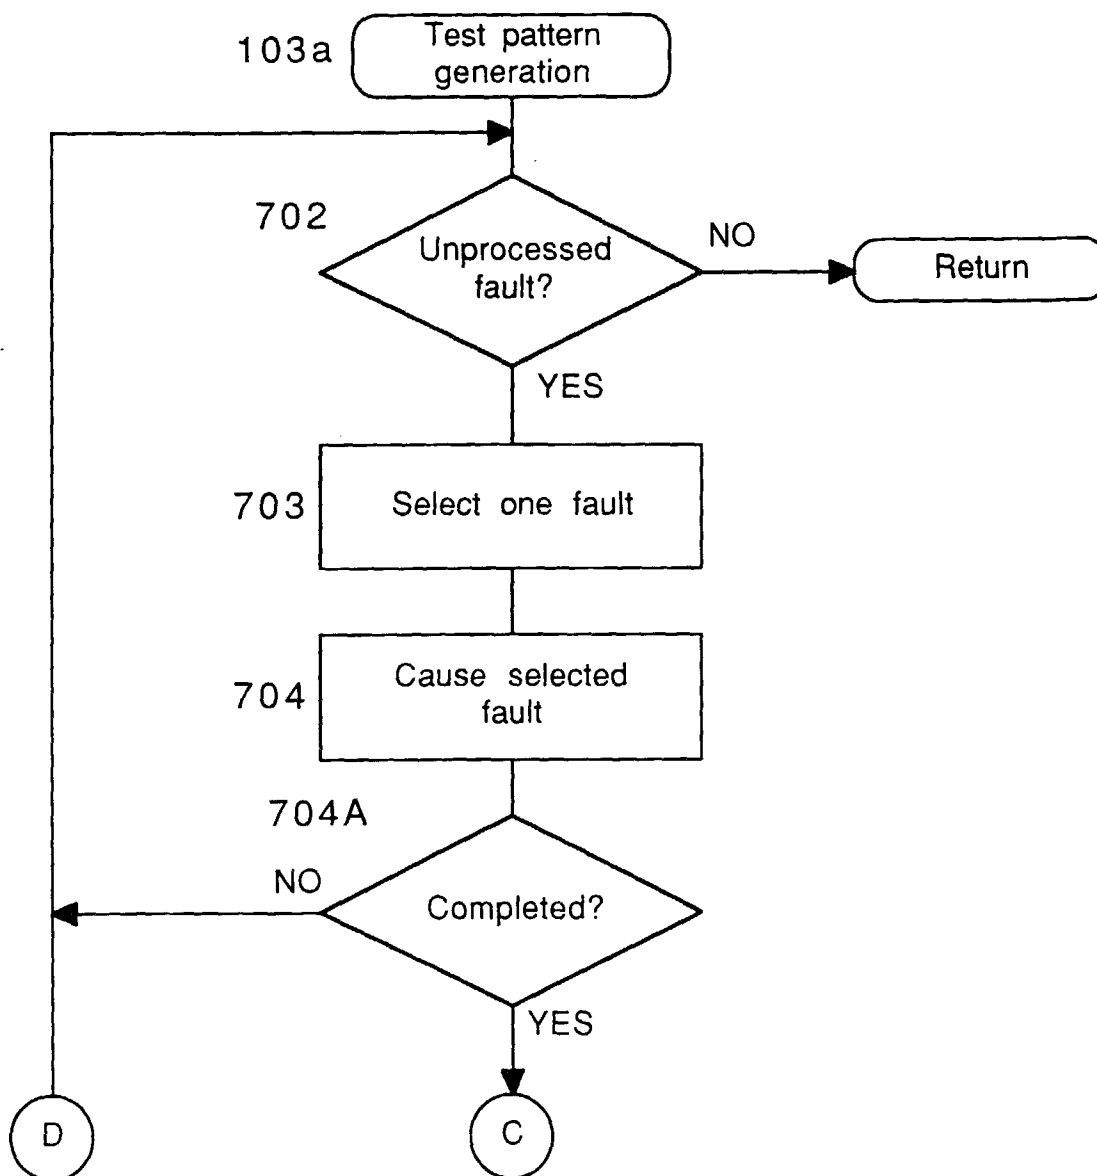 103a
Test pattern
generation
702
Unprocessed
fault?
NO
Return
YES
703
Select one fault
704
Cause selected
fault
704A
NO
Completed?
YES
D
C